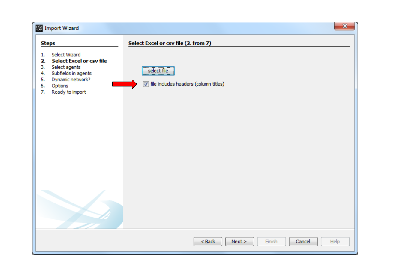 Import Wizard
Steps
1. Select Wizard
2. Select Excel or csv file
3. Select agents
4. Subfields in agents
5. Dynamic network?
6. Options
7. Ready to import
Select Excel or csv file (2. from 7)
select file
file includes headers (column titles)
< Back
Next >
Finish
Cancel
Help